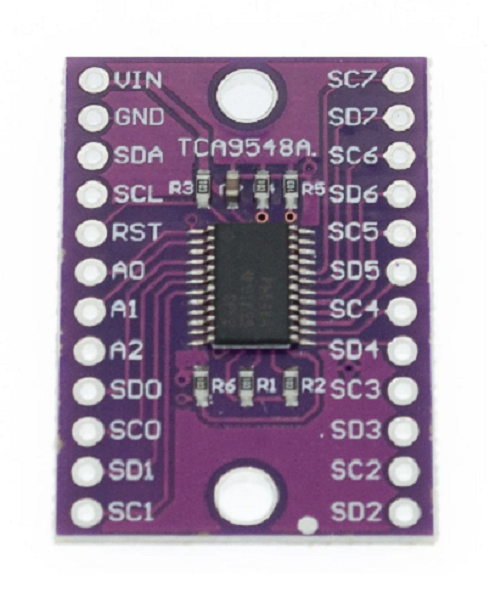 VIN SC7
GND SD7
TCA9548A.
SDA SC6
SCL R3 R5 SD6
RST SC5
A0 SD5
A1 SC4
A2 SD4
SD0 R6 R1 R2 SC3
SC0 SD3
SD1 SC2
SC1 SD2